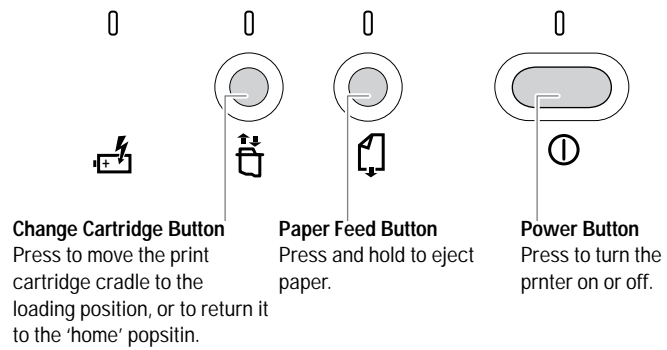 Change Cartridge Button
Press to move the print
cartridge cradle to the
loading position, or to return it
to the ‘home’ popsitin.
Paper Feed Button
Press and hold to eject
paper.
Power Button
Press to turn the
prnter on or off.